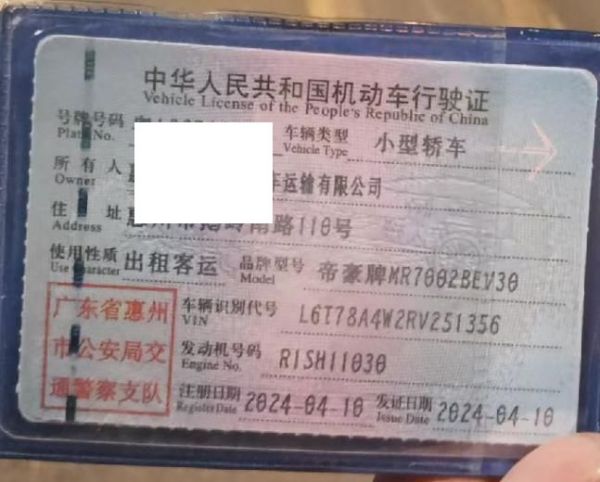 中华人民共和国机动车行驶证
Vehicle License of the People's Republic of China
号牌号码 车辆类型 小型轿车
Plate No. Vehicle Type
所有人 车运输有限公司
Owner
住址 南路110号
Address
使用性质 出租客运 品牌型号 帝豪牌MR7002BEV30
Use Character Model
广东省惠州 车辆识别代号 L6T78A4W2RV251356
VIN
市公安局交 发动机号码 R1SH11030
Engine No.
通警察支队 注册日期 2024-04-10 发证日期 2024-04-10
Register Date Issue Date